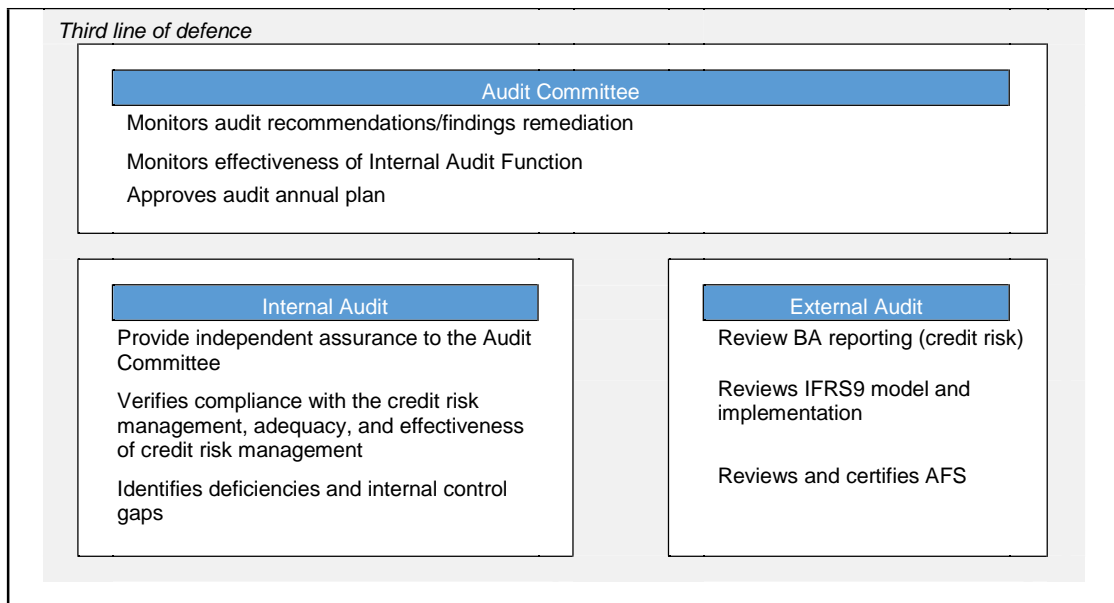 Third line of defence
Audit Committee
Monitors audit recommendations/findings remediation
Monitors effectiveness of Internal Audit Function
Approves audit annual plan
Internal Audit
Provide independent assurance to the Audit
Committee
Verifies compliance with the credit risk
management, adequacy, and effectiveness
of credit risk management
Identifies deficiencies and internal control
gaps
External Audit
Review BA reporting (credit risk)
Reviews IFRS9 model and
implementation
Reviews and certifies AFS